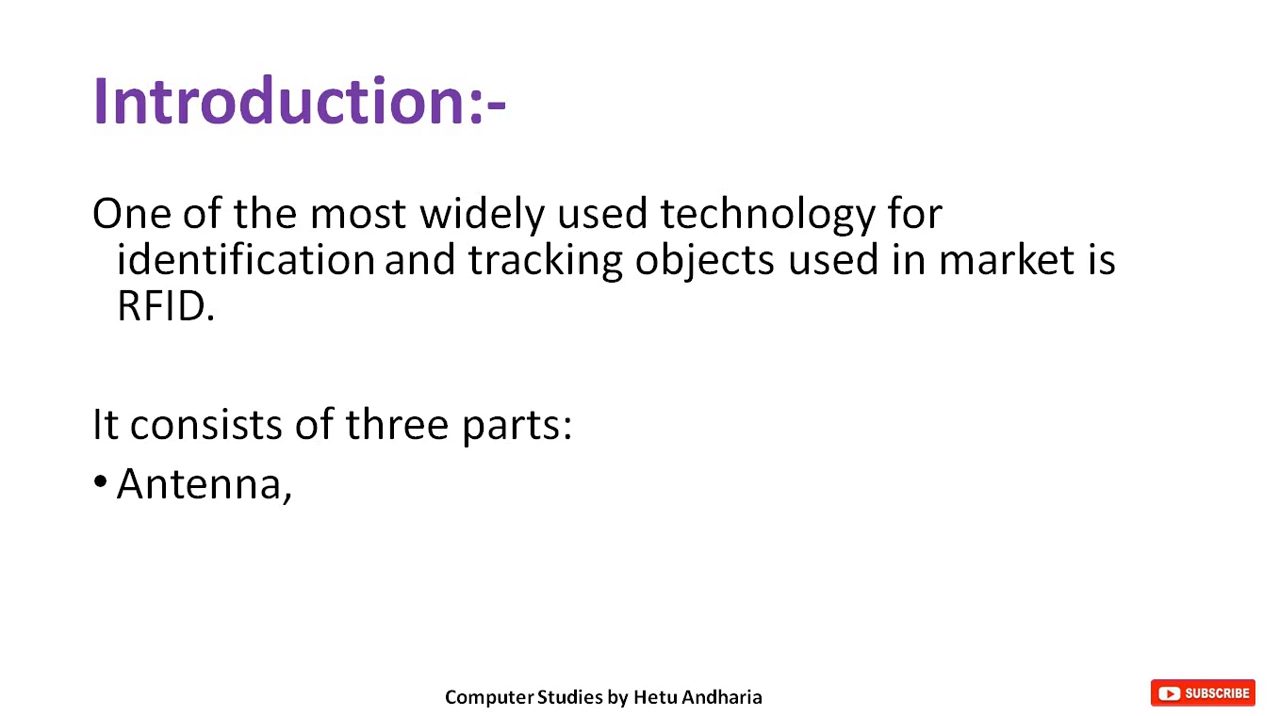 Introduction:-
One of the most widely used technology for
identification and tracking objects used in market is
RFID.
It consists of three parts:
• Antenna,
Computer Studies by Hetu Andharia
SUBSCRIBE